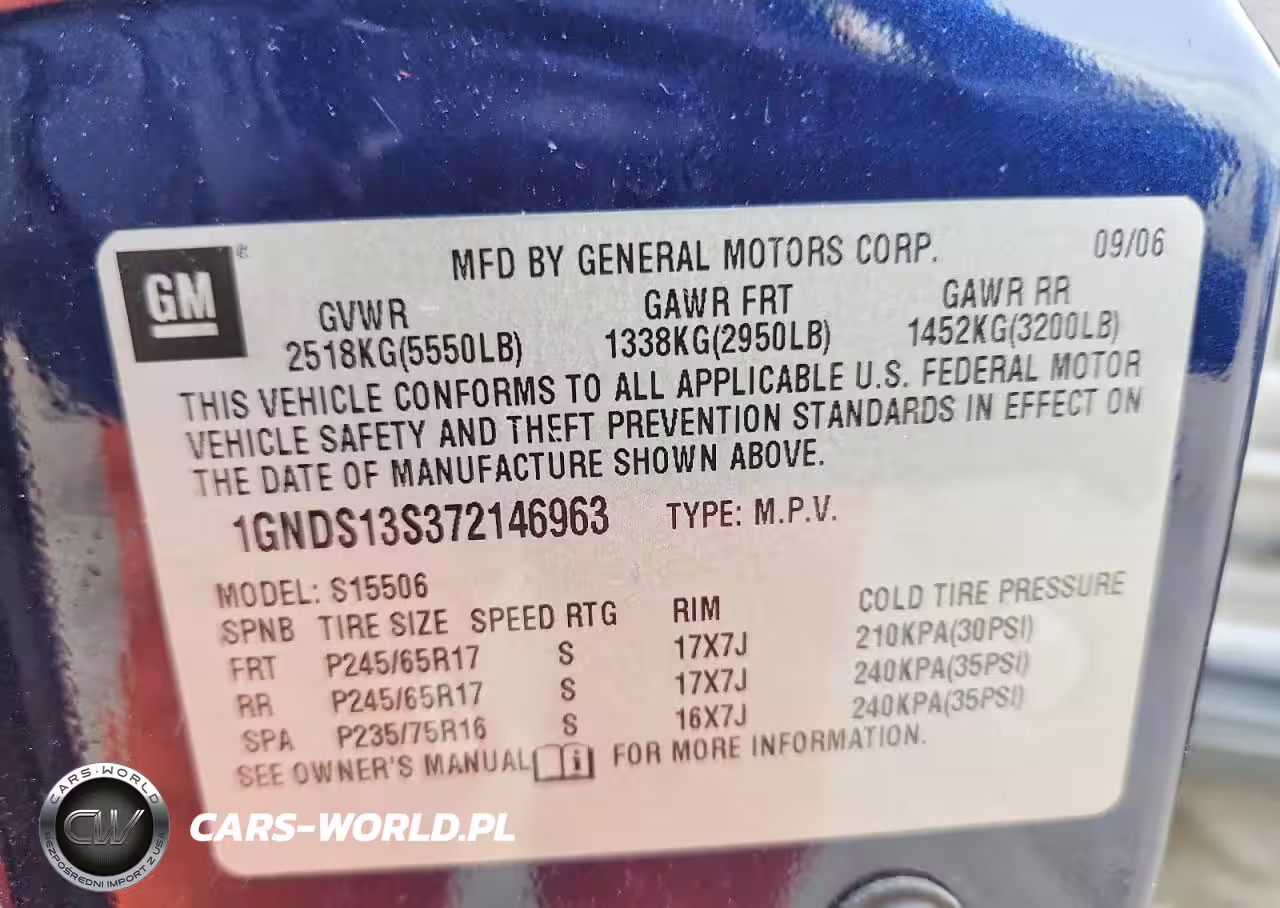 GM
MFD BY GENERAL MOTORS CORP. 09/06
GVWR GAWR FRT GAWR RR
2518KG(5550LB) 1338KG(2950LB) 1452KG(3200LB)
THIS VEHICLE CONFORMS TO ALL APPLICABLE U.S. FEDERAL MOTOR
VEHICLE SAFETY AND THEFT PREVENTION STANDARDS IN EFFECT ON
THE DATE OF MANUFACTURE SHOWN ABOVE.
1GNDS13S372146963 TYPE: M.P.V.
MODEL: S15506
SPNB TIRE SIZE SPEED RTG RIM COLD TIRE PRESSURE
FRT P245/65R17 S 17X7J 210KPA(30PSI)
RR P245/65R17 S 17X7J 240KPA(35PSI)
SPA P235/75R16 S 16X7J 240KPA(35PSI)
SEE OWNER'S MANUAL i FOR MORE INFORMATION.
CARS-WORLD
CW
BEZPOŚREDNI IMPORT Z USA
CARS-WORLD.PL